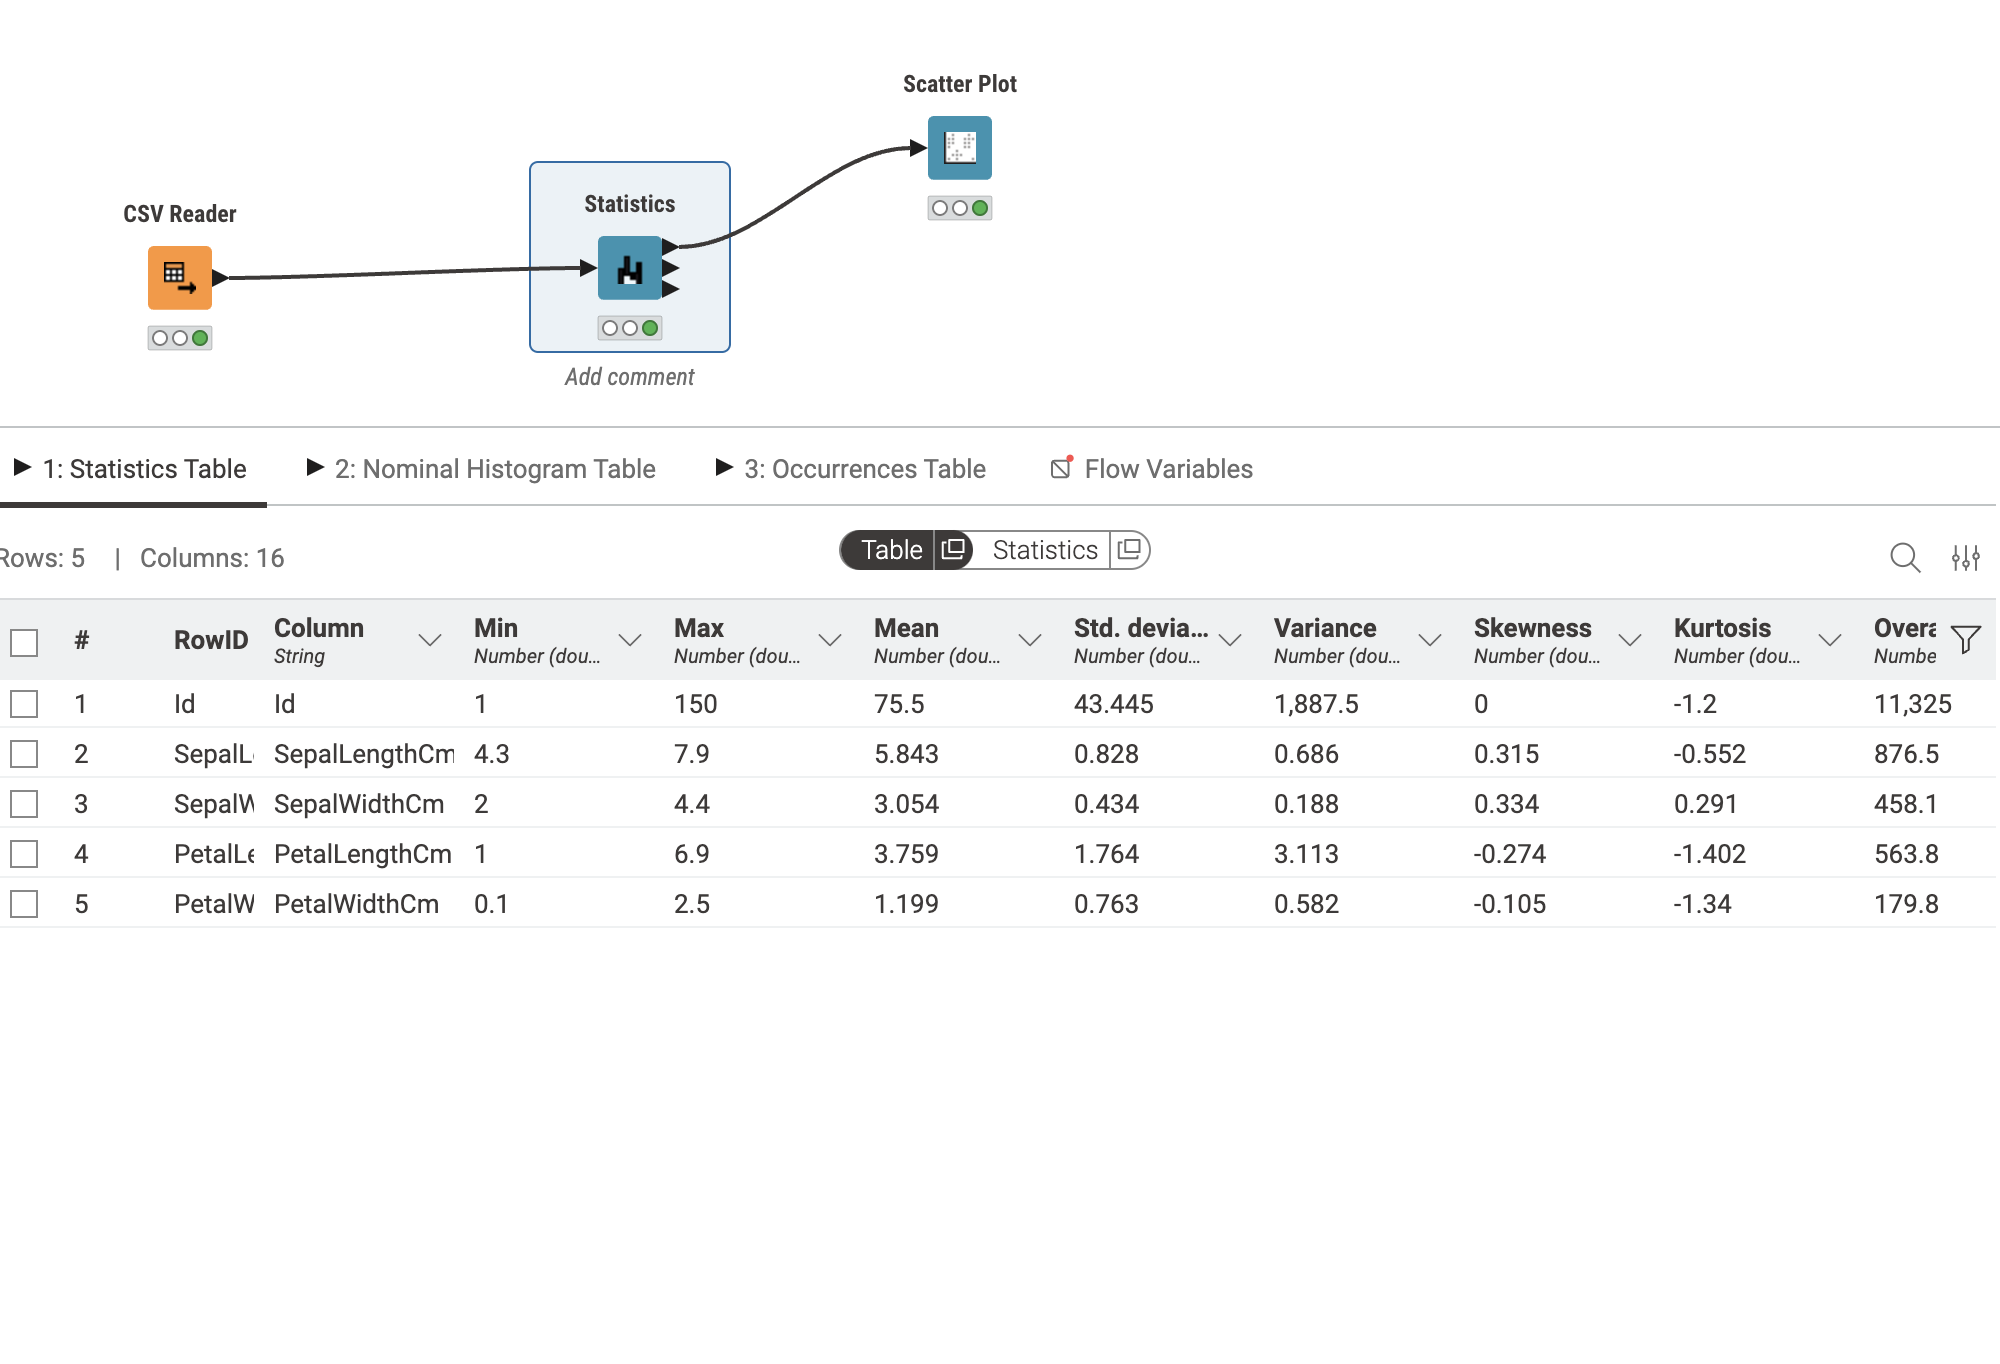 Scatter Plot
CSV Reader
Statistics
Add comment
1: Statistics Table 2: Nominal Histogram Table 3: Occurrences Table Flow Variables
Rows: 5 | Columns: 16 Table Statistics
# RowID Column Min Max Mean Std. devia... Variance Skewness Kurtosis Overa
String Number (dou... Number (dou... Number (dou... Number (dou... Number (dou... Number (dou... Number (dou... Numbe
1 Id Id 1 150 75.5 43.445 1,887.5 0 -1.2 11,325
2 SepalL SepalLengthCm 4.3 7.9 5.843 0.828 0.686 0.315 -0.552 876.5
3 SepalW SepalWidthCm 2 4.4 3.054 0.434 0.188 0.334 0.291 458.1
4 PetalLe PetalLengthCm 1 6.9 3.759 1.764 3.113 -0.274 -1.402 563.8
5 PetalW PetalWidthCm 0.1 2.5 1.199 0.763 0.582 -0.105 -1.34 179.8